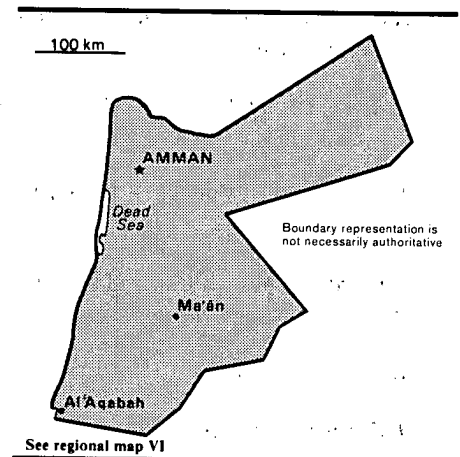 100 km
AMMAN
Dead
Sea
Boundary representation is
not necessarily authoritative
Ma'ān
Al 'Aqabah
See regional map VI